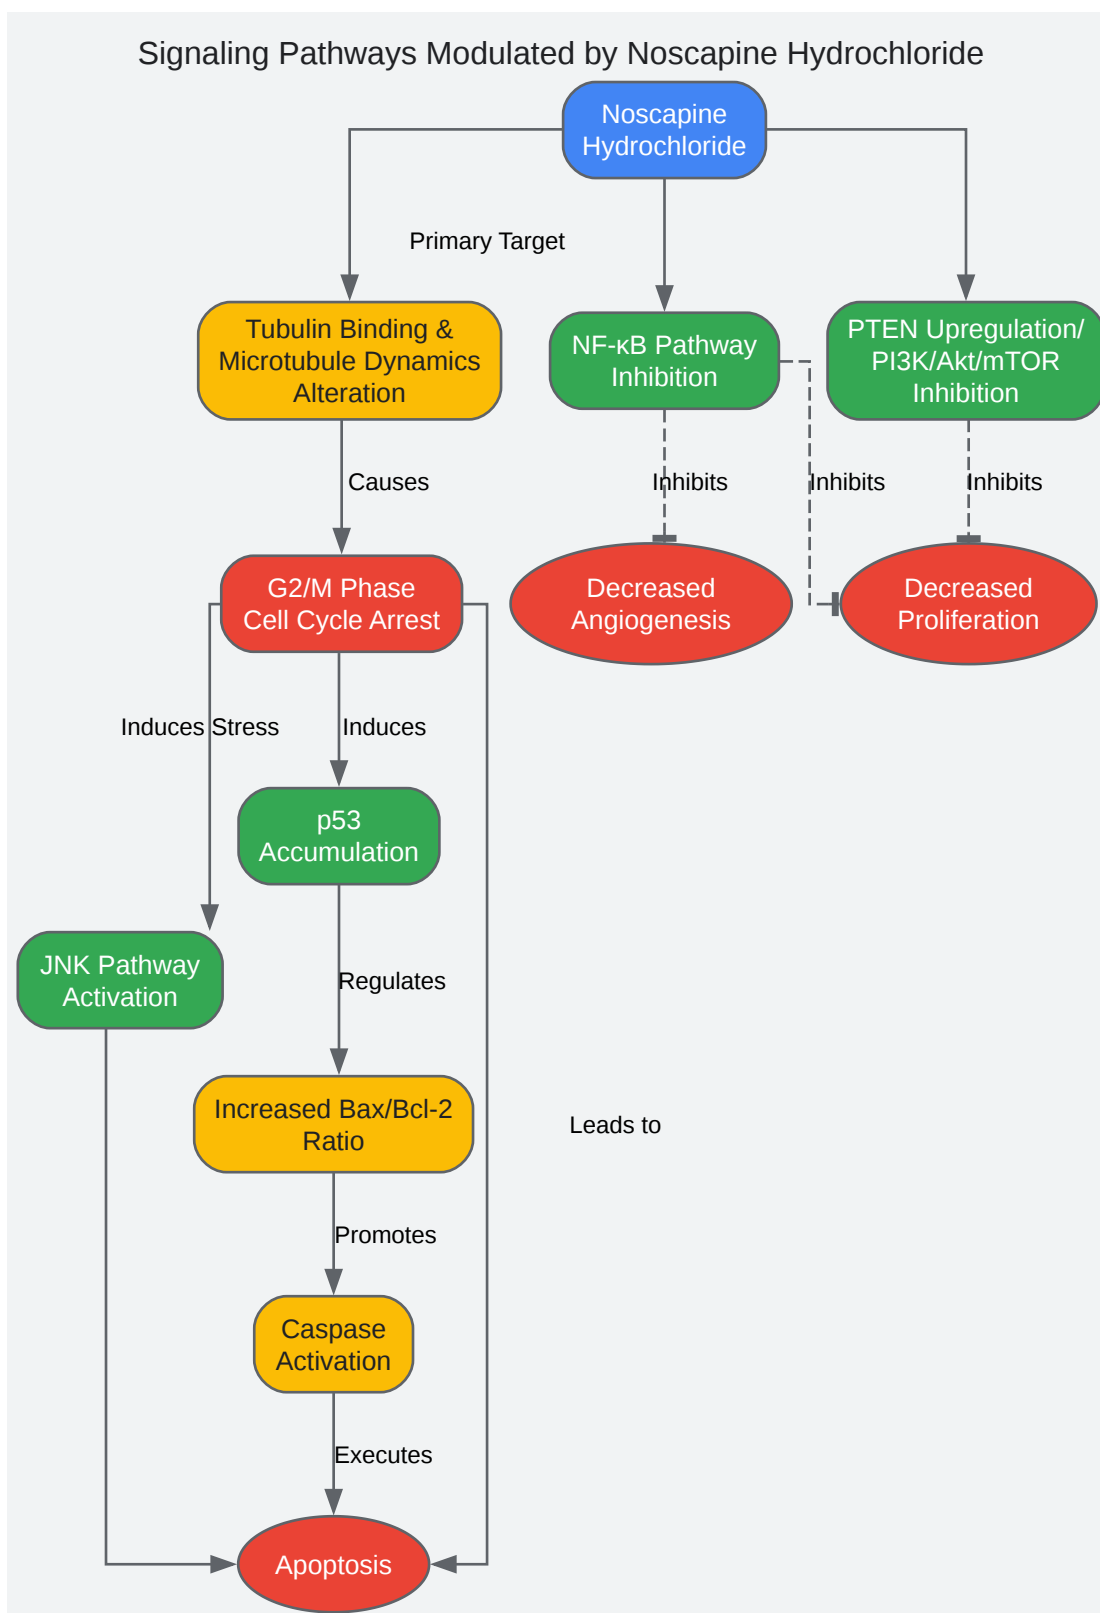 Signaling Pathways Modulated by Noscapine Hydrochloride
Noscapine
Hydrochloride
Primary Target
Tubulin Binding &
Microtubule Dynamics
Alteration
NF-κB Pathway
Inhibition
PTEN Upregulation/
PI3K/Akt/mTOR
Inhibition
Causes
Inhibits
Inhibits
Inhibits
G2/M Phase
Cell Cycle Arrest
Decreased
Angiogenesis
Decreased
Proliferation
Induces Stress
Induces
p53
Accumulation
JNK Pathway
Activation
Regulates
Increased Bax/Bcl-2
Ratio
Leads to
Promotes
Caspase
Activation
Executes
Apoptosis